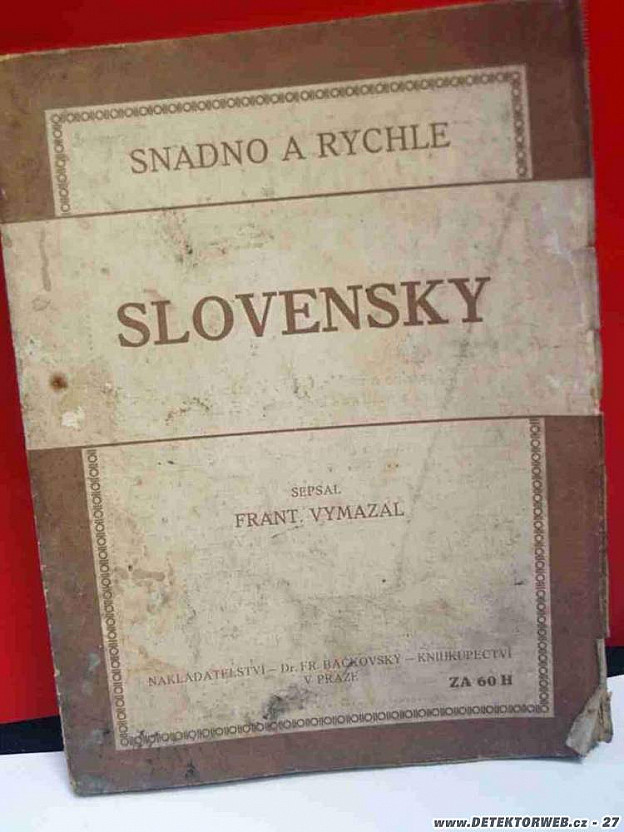 SNADNO A RYCHLE
SLOVENSKY
SEPSAL
FRANT. VYMAZAL
NAKLADATELSTVÍ – Dr. FR. BAČKOVSKÝ – KNIHKUPECTVÍ
V PRAZE
ZA 60 H
www.DETEKTORWEB.cz - 27